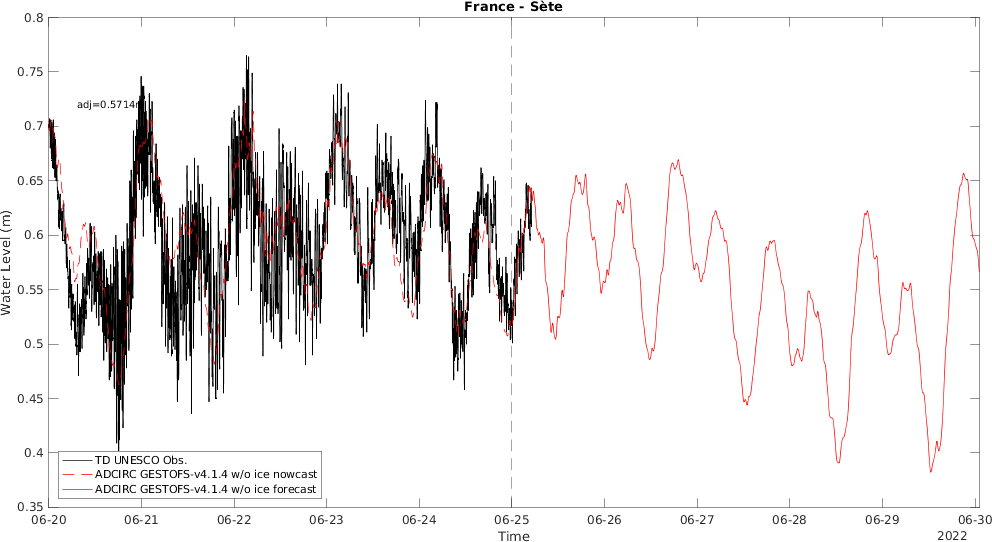 France - Sète
0.8
0.75
0.7
0.65
0.6
0.55
0.5
0.45
0.4
0.35
Water Level (m)
adj=0.5714m
TD UNESCO Obs.
ADCIRC GESTOFS-v4.1.4 w/o ice nowcast
ADCIRC GESTOFS-v4.1.4 w/o ice forecast
06-20 06-21 06-22 06-23 06-24 06-25 06-26 06-27 06-28 06-29 06-30
Time
2022